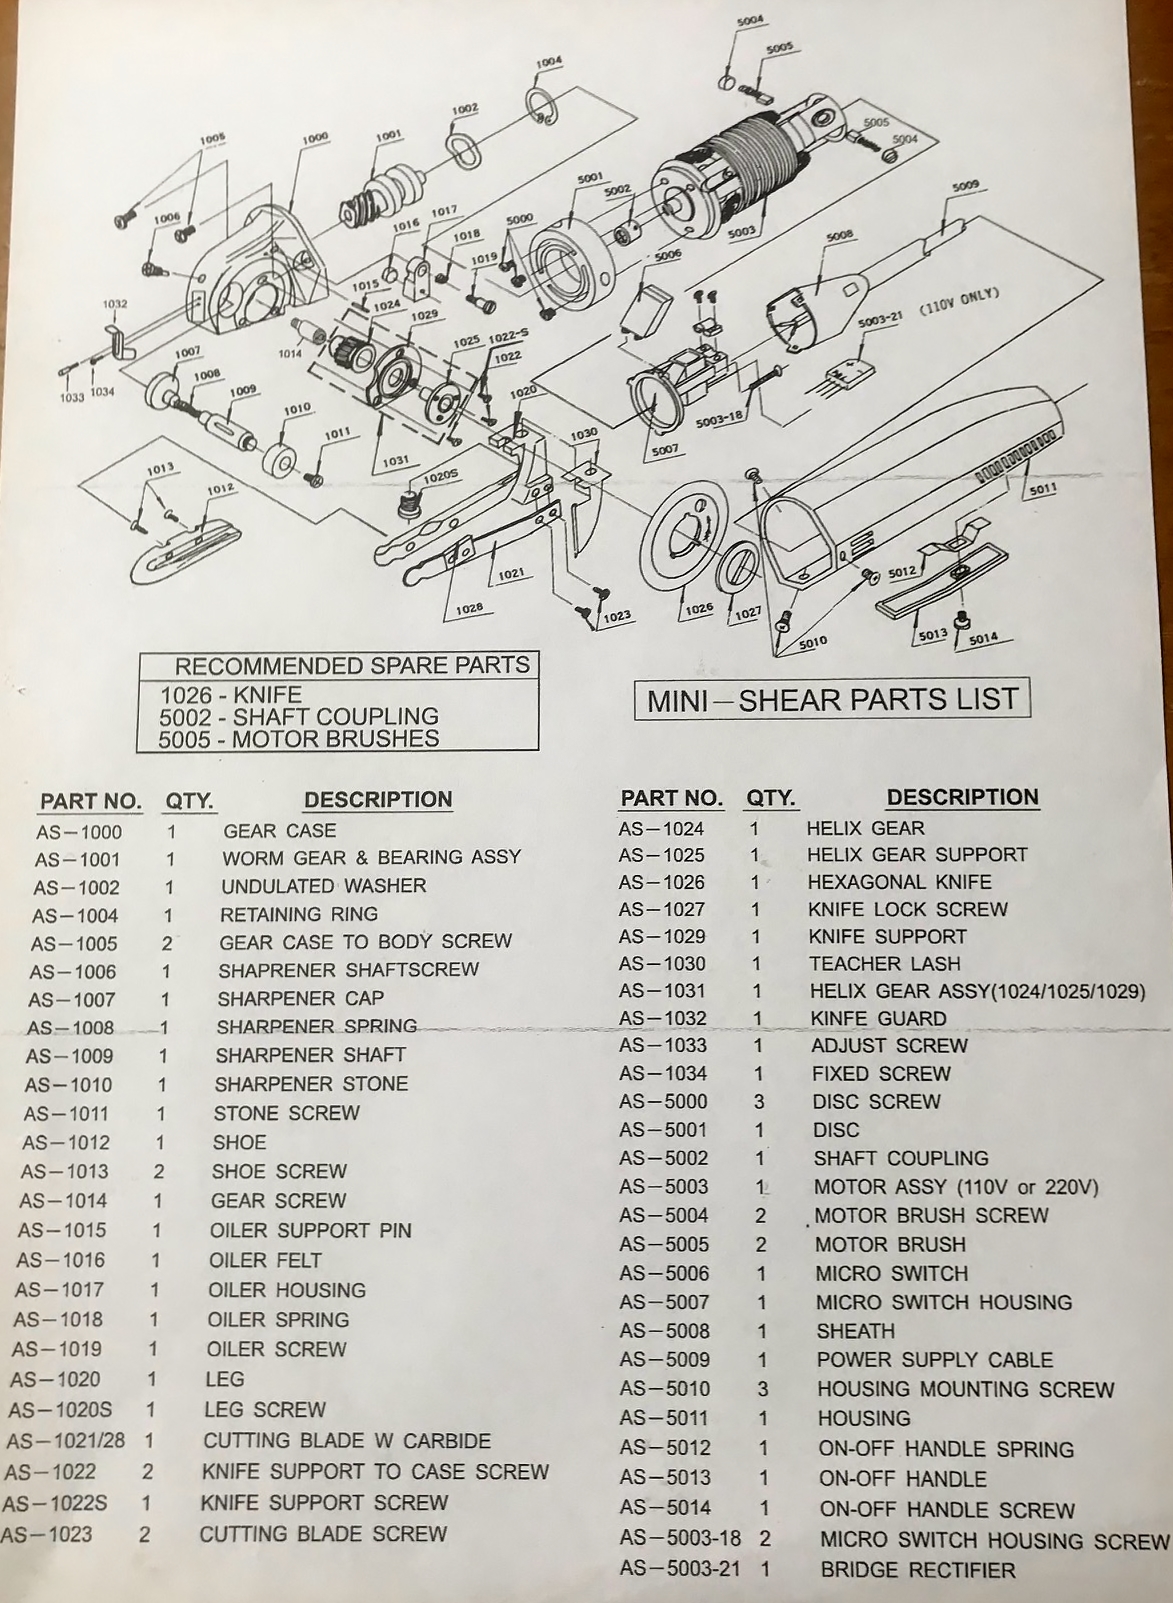 5004
5005
1004
1002
1001
1000
1005
5005
5004
5001
5002
5009
5003
1006
1016
1017
5000
1018
5008
5006
1019
1015
1032
1024
1029
5003-21
(110V ONLY)
1014
1025
1022-S
1022
1007
1008
1009
1033
1034
1020
1010
5003-18
1011
1030
5007
1031
1013
1012
1020S
5011
1021
5012
1028
1023
1026
1027
5010
5013
5014
RECOMMENDED SPARE PARTS
1026 - KNIFE
5002 - SHAFT COUPLING
5005 - MOTOR BRUSHES
MINI-SHEAR PARTS LIST
PART NO. QTY. DESCRIPTION
AS-1000 1 GEAR CASE
AS-1001 1 WORM GEAR & BEARING ASSY
AS-1002 1 UNDULATED WASHER
AS-1004 1 RETAINING RING
AS-1005 2 GEAR CASE TO BODY SCREW
AS-1006 1 SHAPRENER SHAFTSCREW
AS-1007 1 SHARPENER CAP
AS-1008 1 SHARPENER SPRING
AS-1009 1 SHARPENER SHAFT
AS-1010 1 SHARPENER STONE
AS-1011 1 STONE SCREW
AS-1012 1 SHOE
AS-1013 2 SHOE SCREW
AS-1014 1 GEAR SCREW
AS-1015 1 OILER SUPPORT PIN
AS-1016 1 OILER FELT
AS-1017 1 OILER HOUSING
AS-1018 1 OILER SPRING
AS-1019 1 OILER SCREW
AS-1020 1 LEG
AS-1020S 1 LEG SCREW
AS-1021/28 1 CUTTING BLADE W CARBIDE
AS-1022 2 KNIFE SUPPORT TO CASE SCREW
AS-1022S 1 KNIFE SUPPORT SCREW
AS-1023 2 CUTTING BLADE SCREW
PART NO. QTY. DESCRIPTION
AS-1024 1 HELIX GEAR
AS-1025 1 HELIX GEAR SUPPORT
AS-1026 1 HEXAGONAL KNIFE
AS-1027 1 KNIFE LOCK SCREW
AS-1029 1 KNIFE SUPPORT
AS-1030 1 TEACHER LASH
AS-1031 1 HELIX GEAR ASSY(1024/1025/1029)
AS-1032 1 KINFE GUARD
AS-1033 1 ADJUST SCREW
AS-1034 1 FIXED SCREW
AS-5000 3 DISC SCREW
AS-5001 1 DISC
AS-5002 1 SHAFT COUPLING
AS-5003 1 MOTOR ASSY (110V or 220V)
AS-5004 2 MOTOR BRUSH SCREW
AS-5005 2 MOTOR BRUSH
AS-5006 1 MICRO SWITCH
AS-5007 1 MICRO SWITCH HOUSING
AS-5008 1 SHEATH
AS-5009 1 POWER SUPPLY CABLE
AS-5010 3 HOUSING MOUNTING SCREW
AS-5011 1 HOUSING
AS-5012 1 ON-OFF HANDLE SPRING
AS-5013 1 ON-OFF HANDLE
AS-5014 1 ON-OFF HANDLE SCREW
AS-5003-18 2 MICRO SWITCH HOUSING SCREW
AS-5003-21 1 BRIDGE RECTIFIER